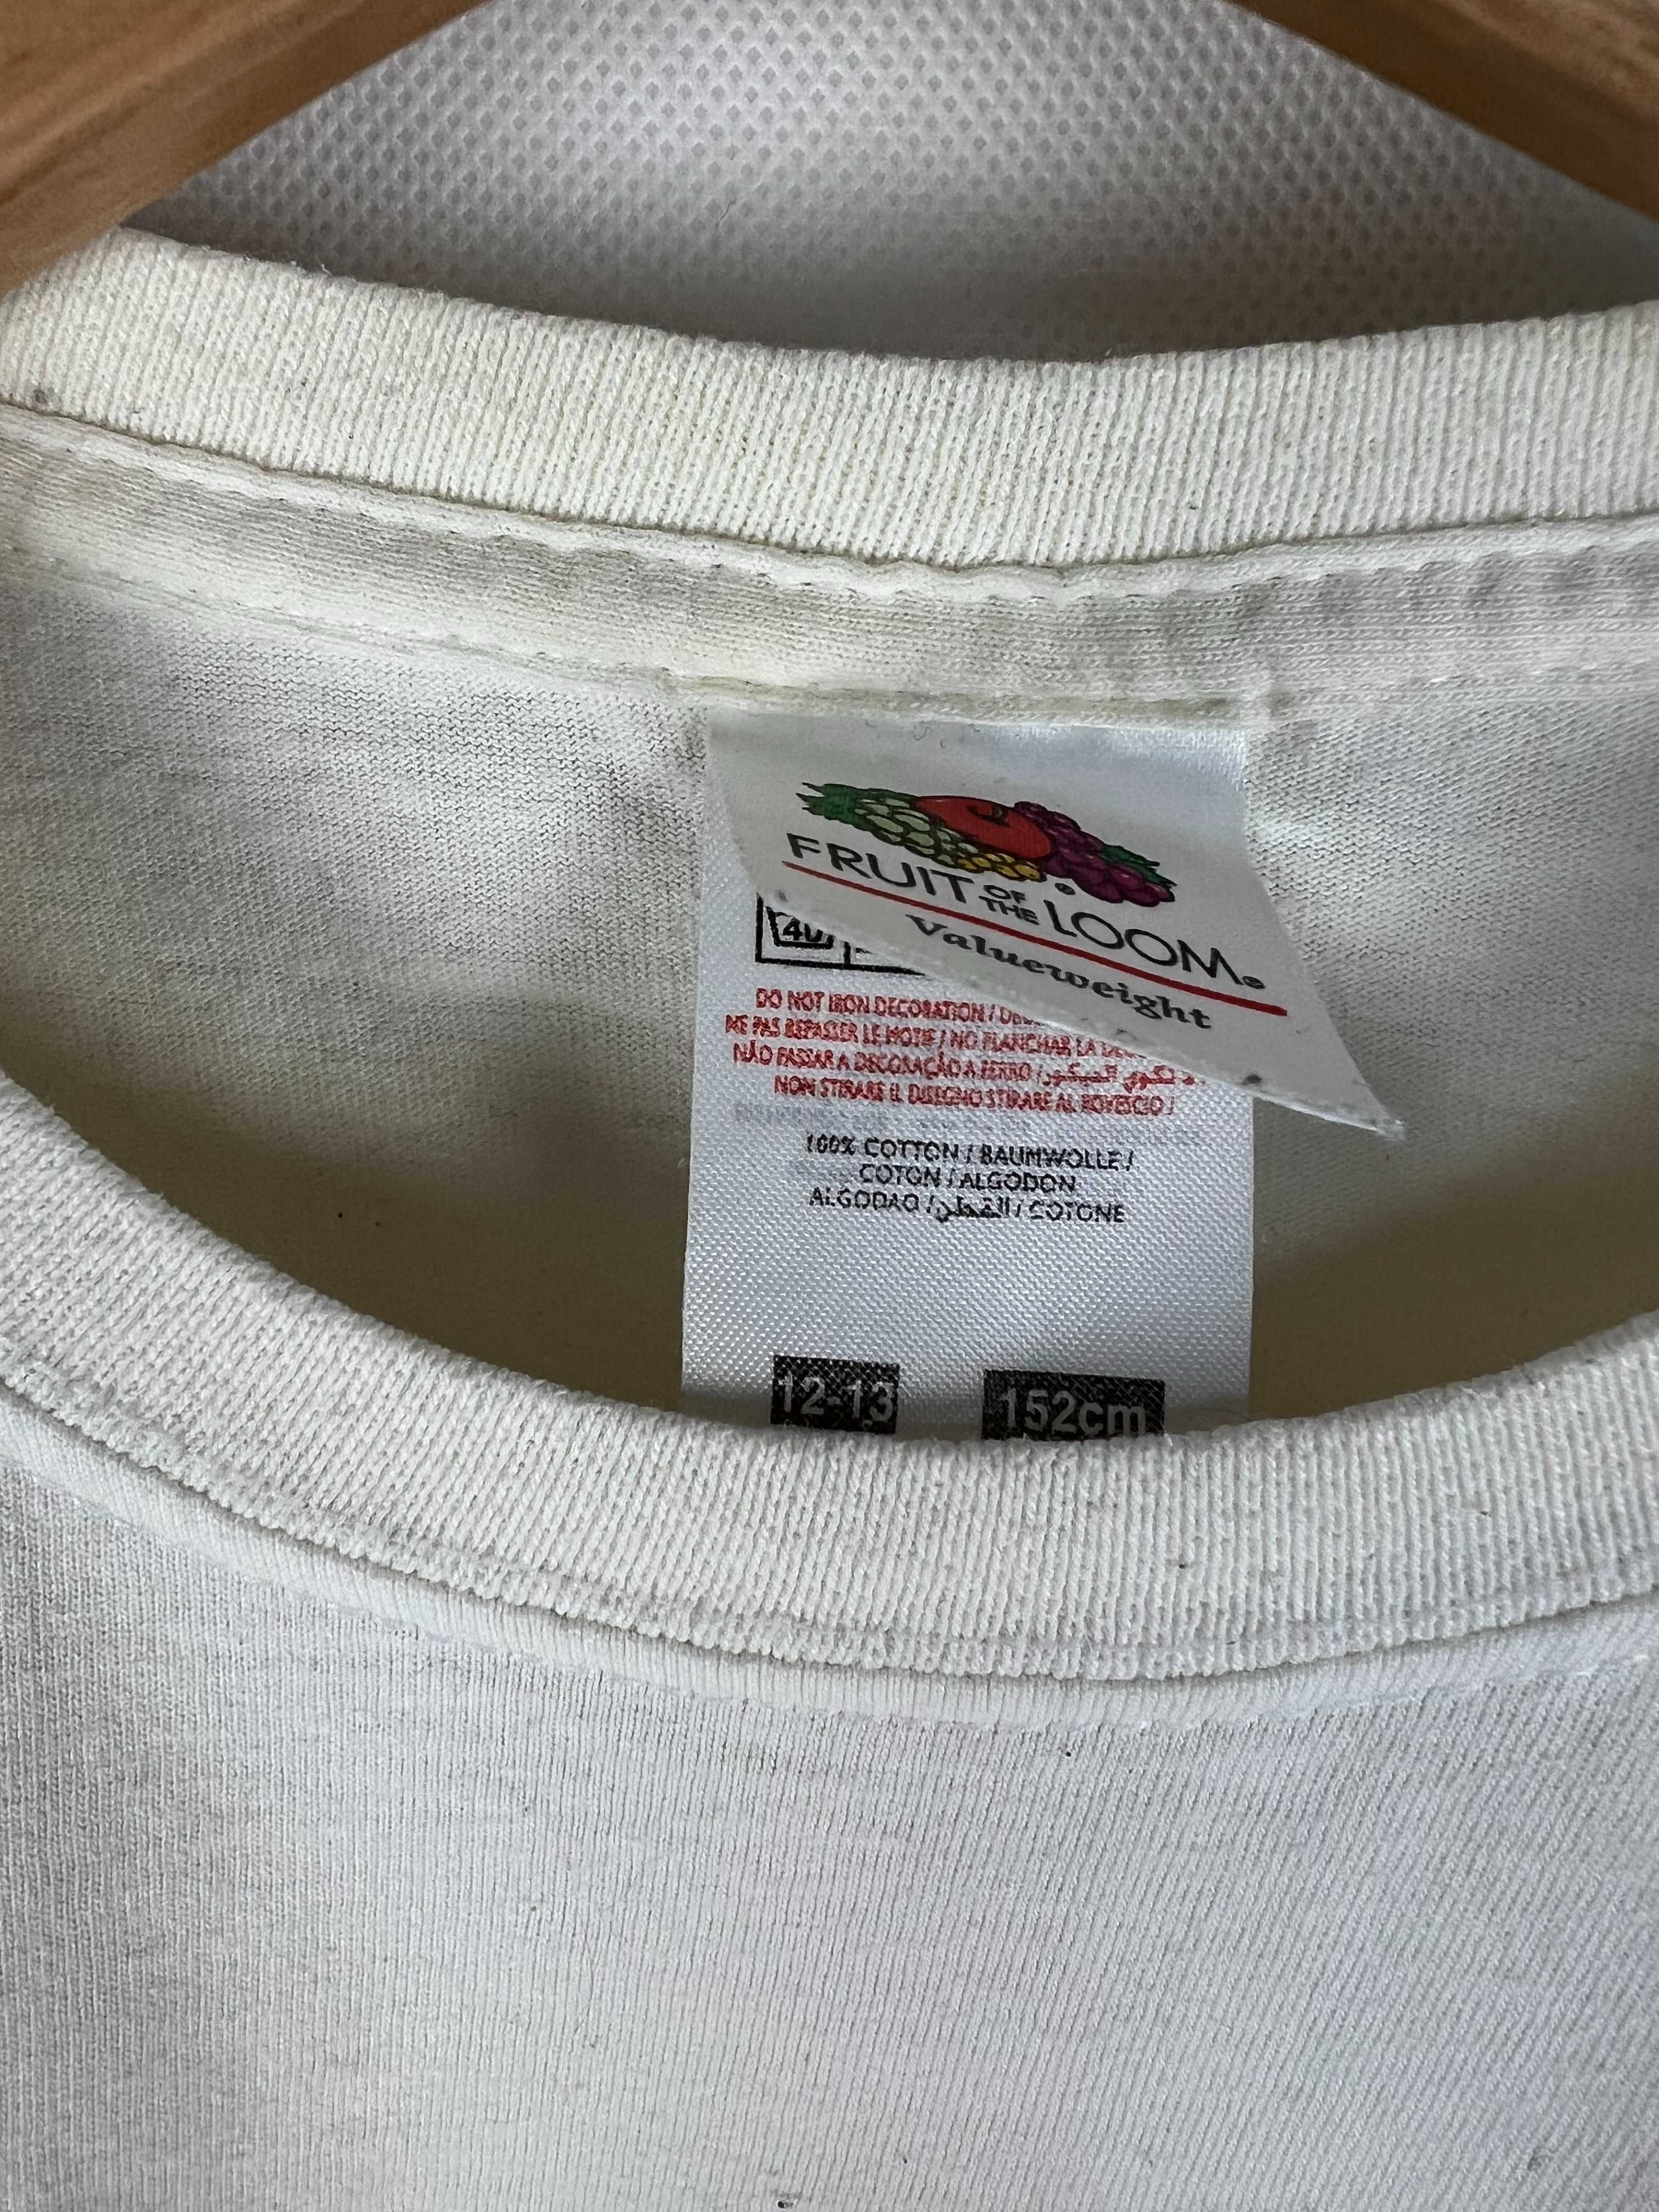 FRUIT OF THE LOOM®
Valueweight
40
DO NOT IRON DECORATION /
NE PAS REPASSER LE MOTIF / NO PLANCHAR LA
NÃO PASSAR A DECORAÇÃO A FERRO /
NON STIRARE IL DISEGNO STIRARE AL ROVESCIO /
100% COTTON / BAUMWOLLE /
COTON / ALGODON
ALGODAO / القطن / COTONE
12-13 152cm